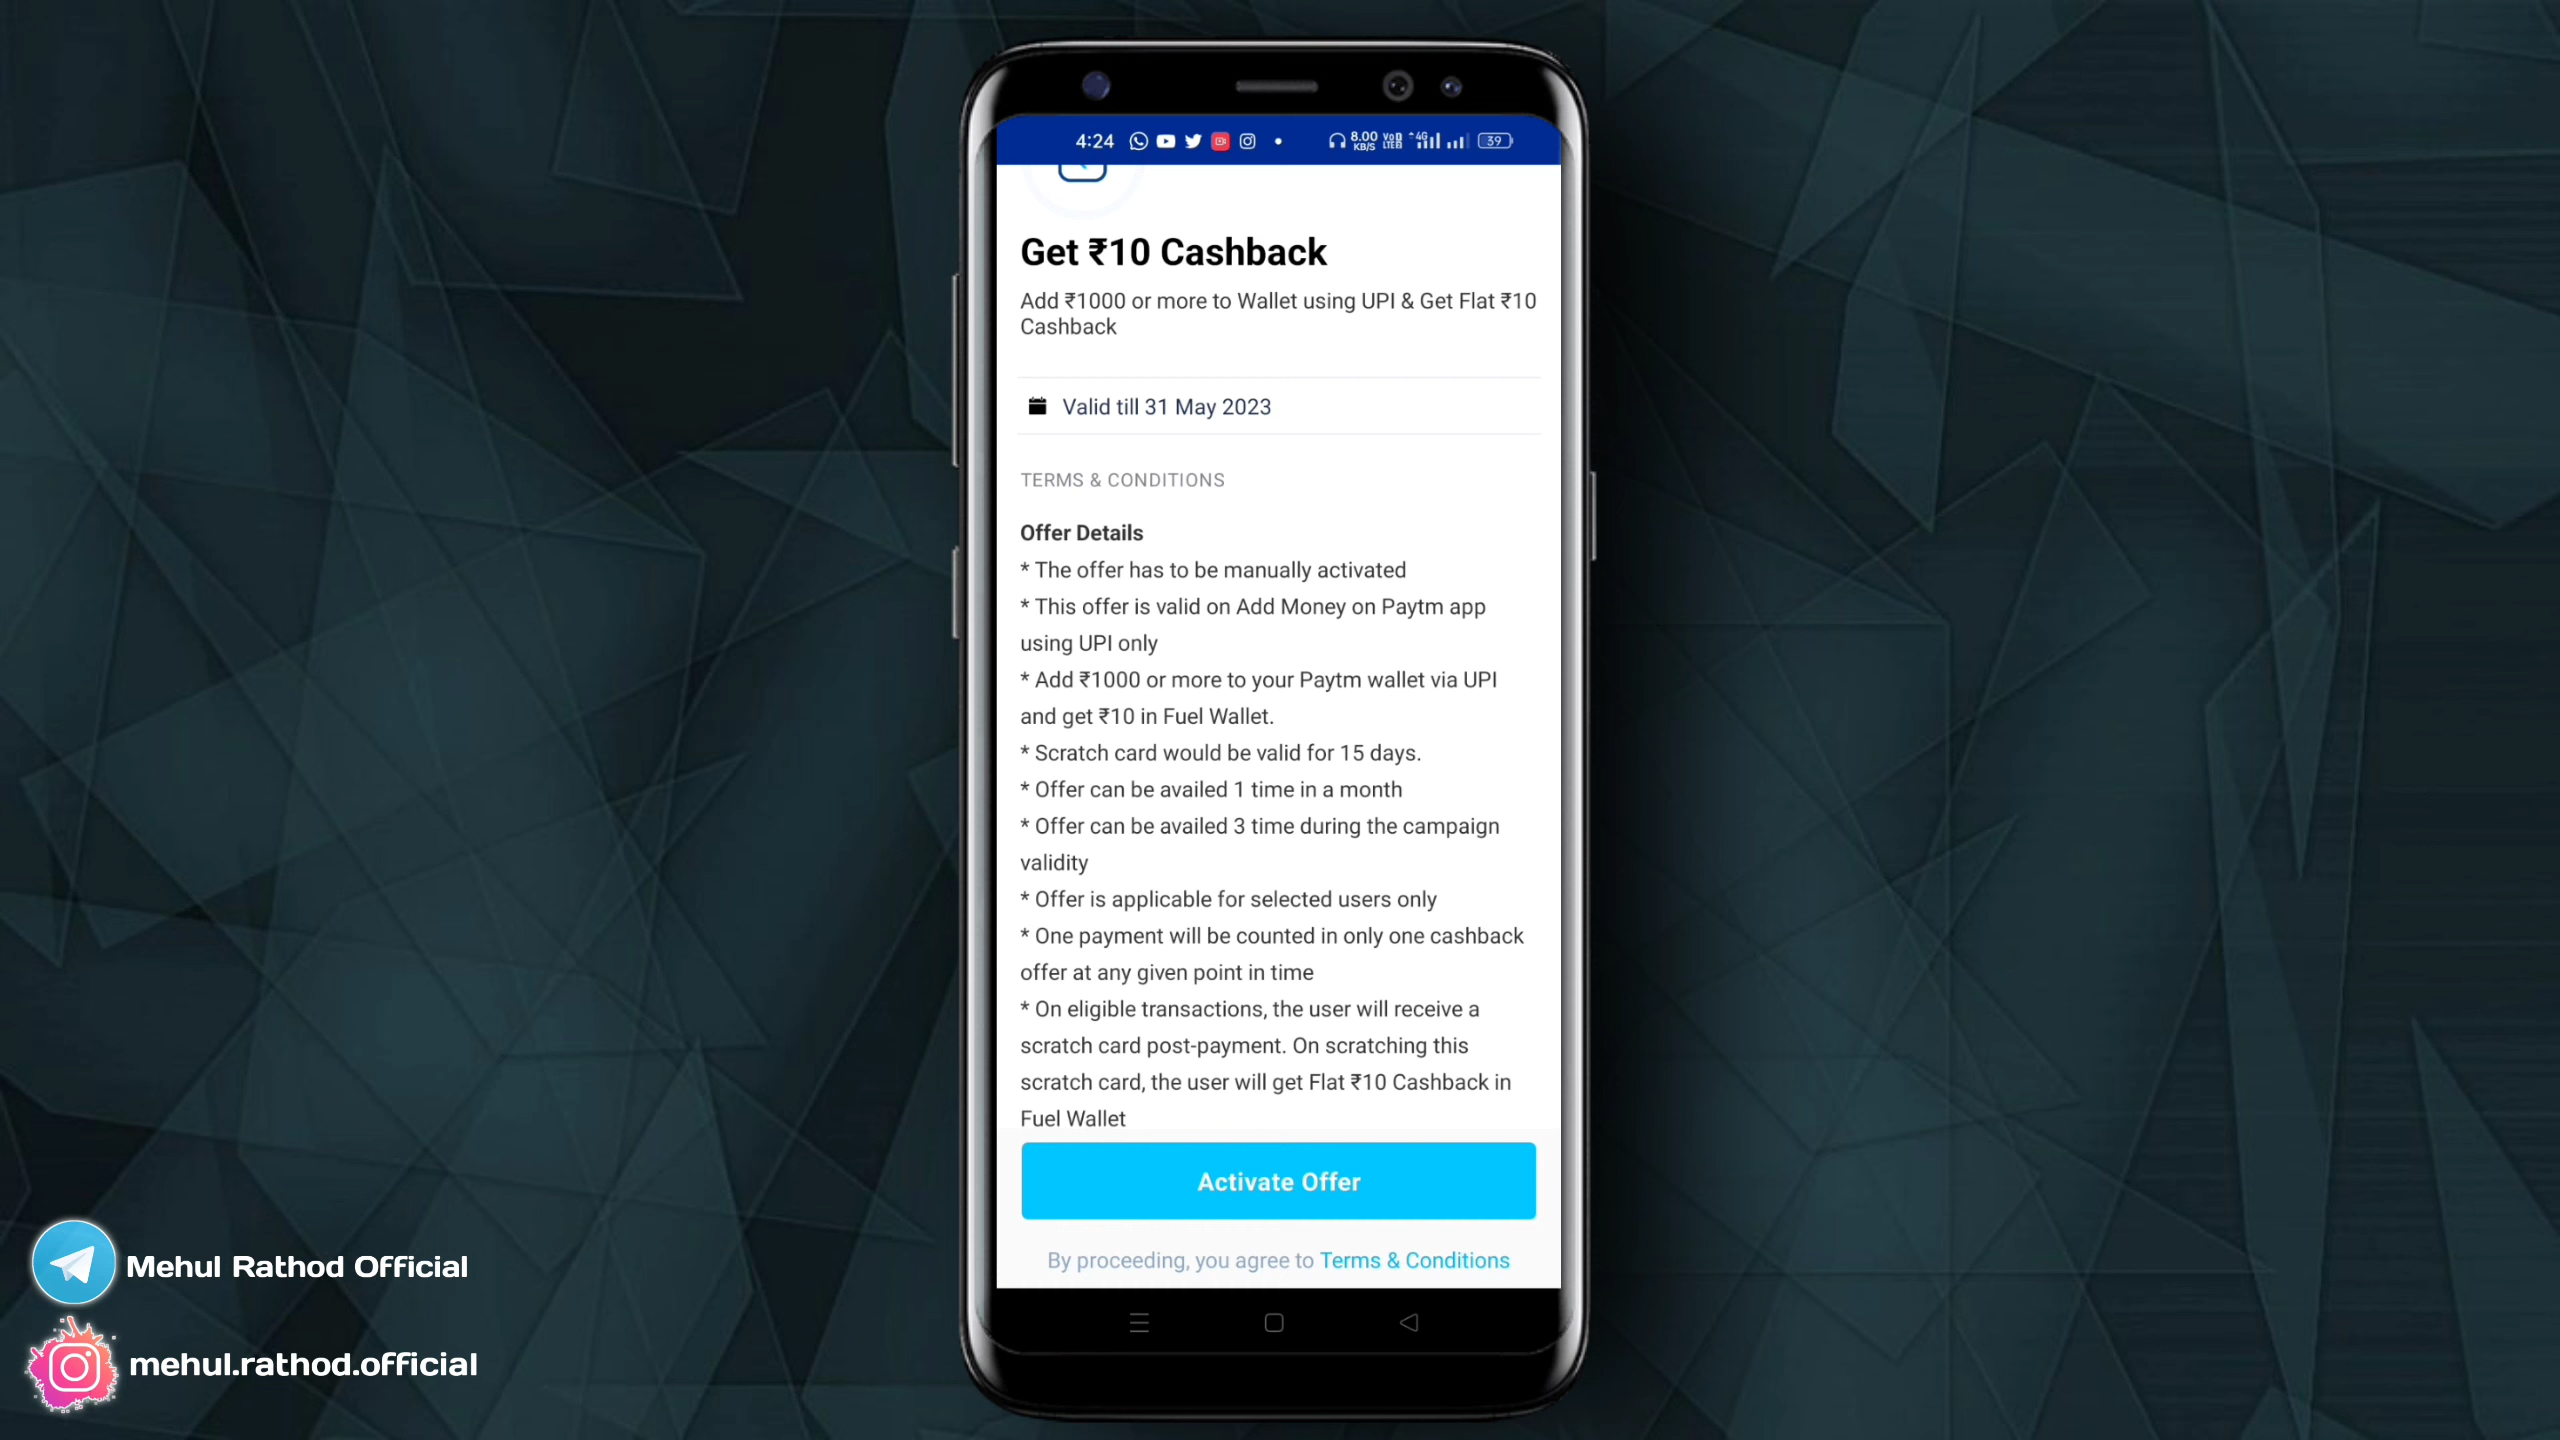 4:24
8.00 KB/S
Vo LTE
4G
39
Get ₹10 Cashback
Add ₹1000 or more to Wallet using UPI & Get Flat ₹10
Cashback
Valid till 31 May 2023
TERMS & CONDITIONS
Offer Details
* The offer has to be manually activated
* This offer is valid on Add Money on Paytm app
using UPI only
* Add ₹1000 or more to your Paytm wallet via UPI
and get ₹10 in Fuel Wallet.
* Scratch card would be valid for 15 days.
* Offer can be availed 1 time in a month
* Offer can be availed 3 time during the campaign
validity
* Offer is applicable for selected users only
* One payment will be counted in only one cashback
offer at any given point in time
* On eligible transactions, the user will receive a
scratch card post-payment. On scratching this
scratch card, the user will get Flat ₹10 Cashback in
Fuel Wallet
Activate Offer
By proceeding, you agree to Terms & Conditions
Mehul Rathod Official
mehul.rathod.official